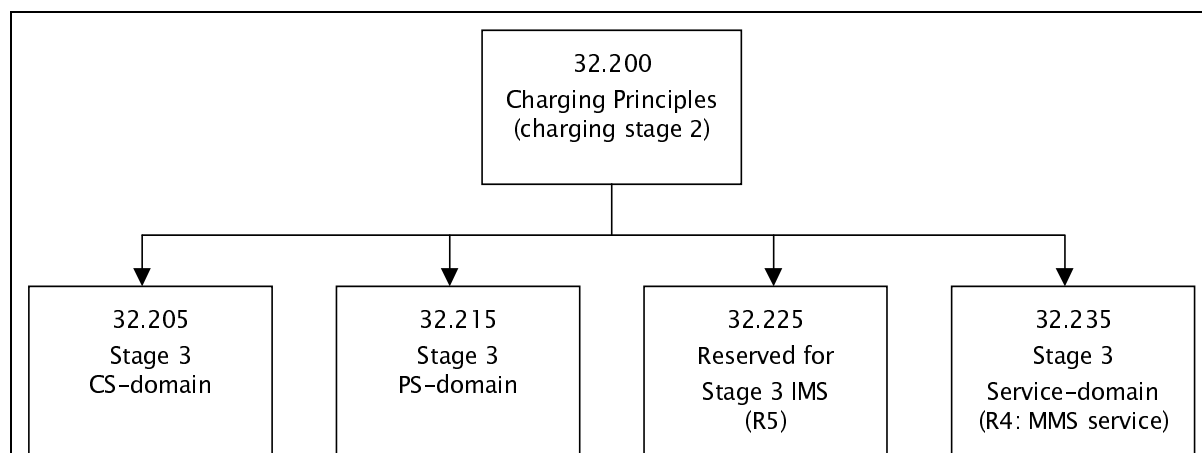 32.200
Charging Principles
(charging stage 2)
32.205
Stage 3
CS-domain
32.215
Stage 3
PS-domain
32.225
Reserved for
Stage 3 IMS
(R5)
32.235
Stage 3
Service-domain
(R4: MMS service)